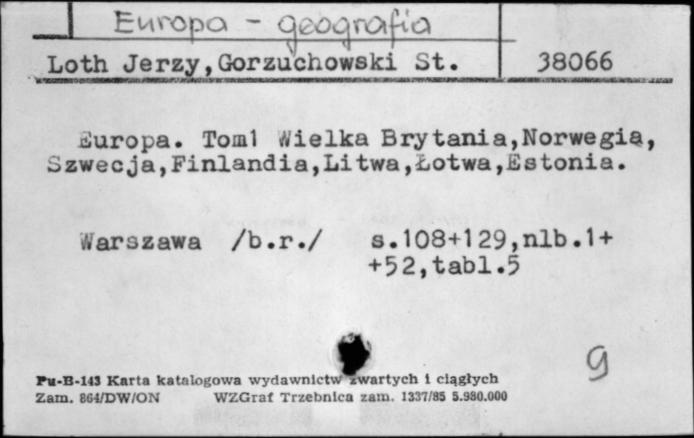 Europa - geografia
Loth Jerzy,Gorzuchowski St. 38066
Europa. Tom1 Wielka Brytania,Norwegią,
Szwecja,Finlandia,Litwa,Łotwa,Estonia.
Warszawa /b.r./ s.108+129,nlb.1+
+52,tabl.5
g
Pu-B-143 Karta katalogowa wydawnictw zwartych i ciągłych
Zam. 864/DW/ON WZGraf Trzebnica zam. 1337/85 5.980.000